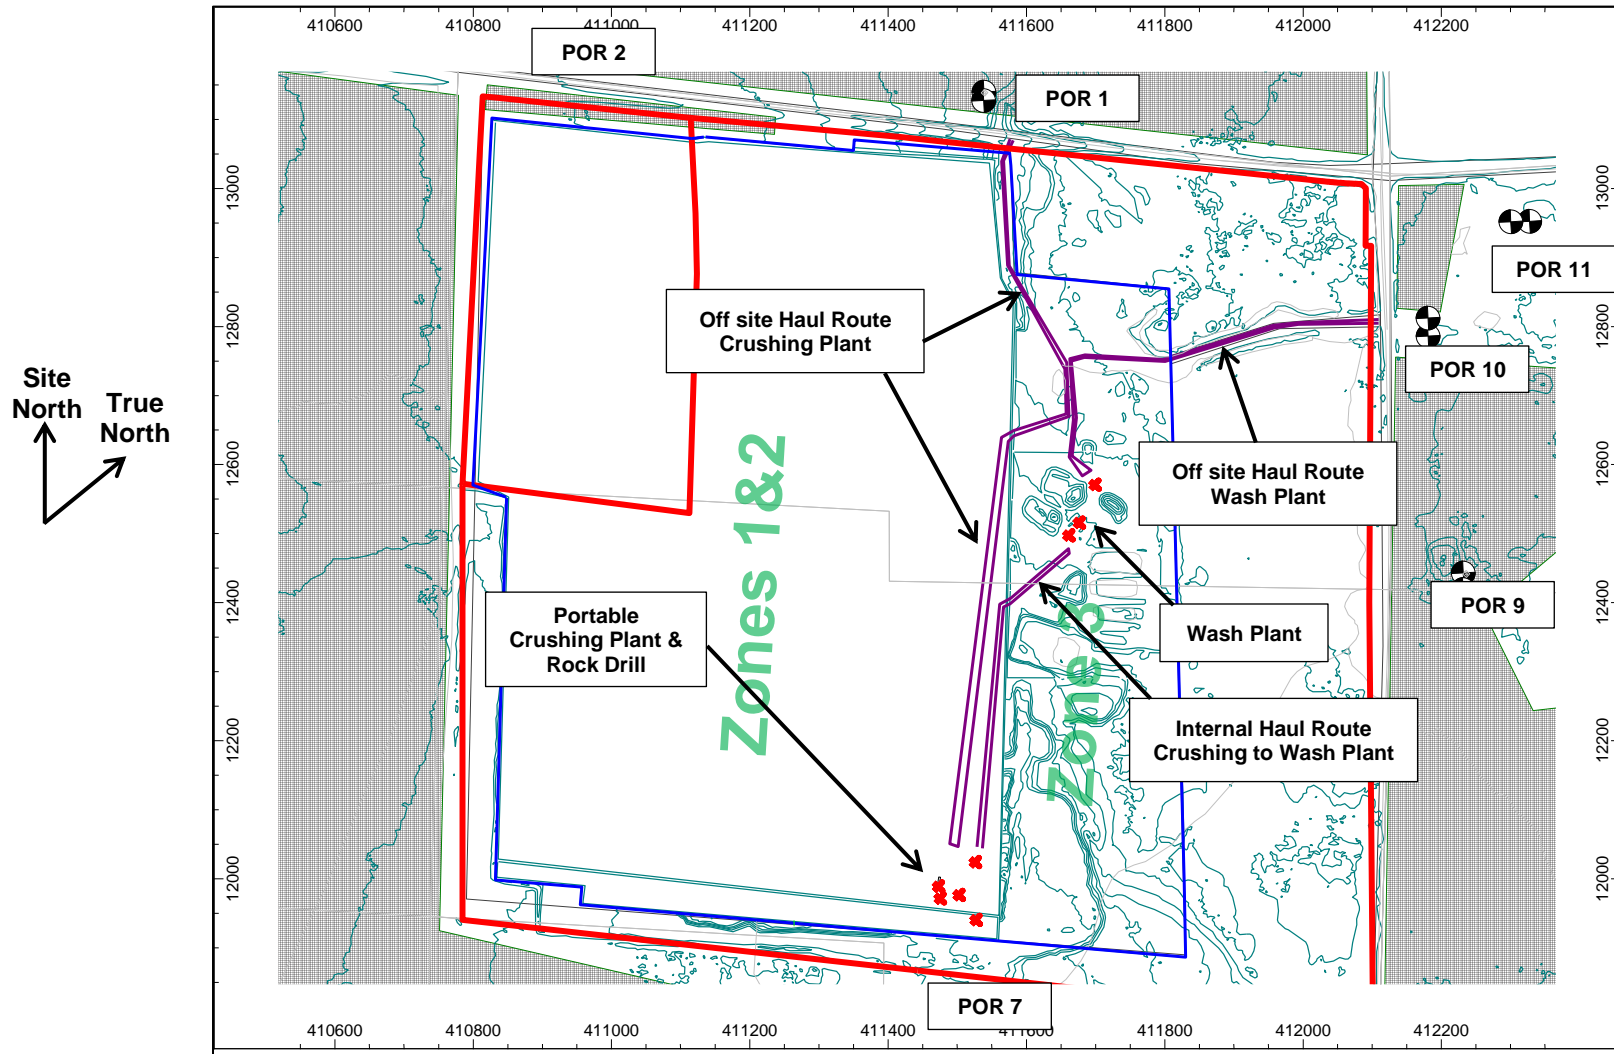 410600 410800 411000 411200 411400 411600 411800 412000 412200
POR 2
POR 1
13000 13000
POR 11
12800 12800
Off site Haul Route
Crushing Plant
POR 10
Site
North
True
North
12600 12600
Off site Haul Route
Wash Plant
Zones 1&2
12400 12400
POR 9
Portable
Crushing Plant &
Rock Drill
Wash Plant
Zone 3
Internal Haul Route
Crushing to Wash Plant
12200 12200
12000 12000
POR 7
410600 410800 411000 411200 411400 411600 411800 412000 412200